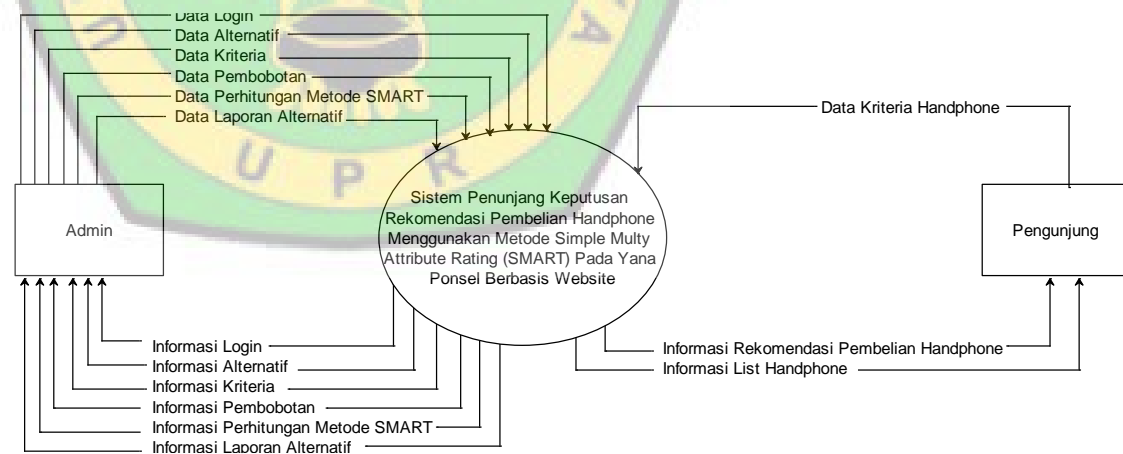 Data Login
Data Alternatif
Data Kriteria
Data Pembobotan
Data Perhitungan Metode SMART
Data Laporan Alternatif
Data Kriteria Handphone
U P R
Admin
Sistem Penunjang Keputusan
Rekomendasi Pembelian Handphone
Menggunakan Metode Simple Multy
Attribute Rating (SMART) Pada Yana
Ponsel Berbasis Website
Pengunjung
Informasi Login
Informasi Alternatif
Informasi Kriteria
Informasi Pembobotan
Informasi Perhitungan Metode SMART
Informasi Laporan Alternatif
Informasi Rekomendasi Pembelian Handphone
Informasi List Handphone